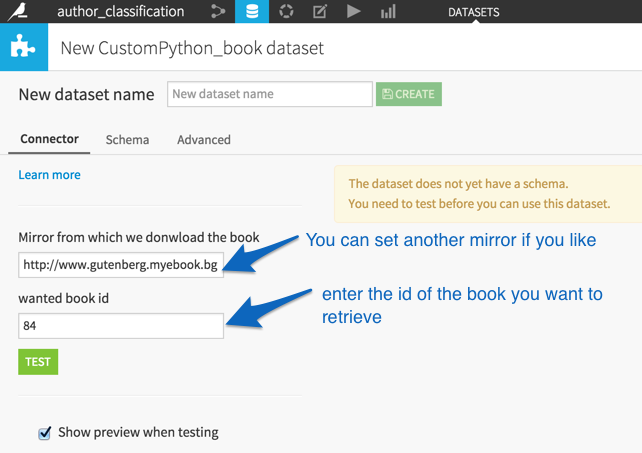 author_classification
DATASETS
New CustomPython_book dataset
New dataset name
New dataset name
CREATE
Connector
Schema
Advanced
Learn more
The dataset does not yet have a schema.
You need to test before you can use this dataset.
Mirror from which we donwload the book
You can set another mirror if you like
http://www.gutenberg.myebook.bg
wanted book id
enter the id of the book you want to
retrieve
84
TEST
Show preview when testing